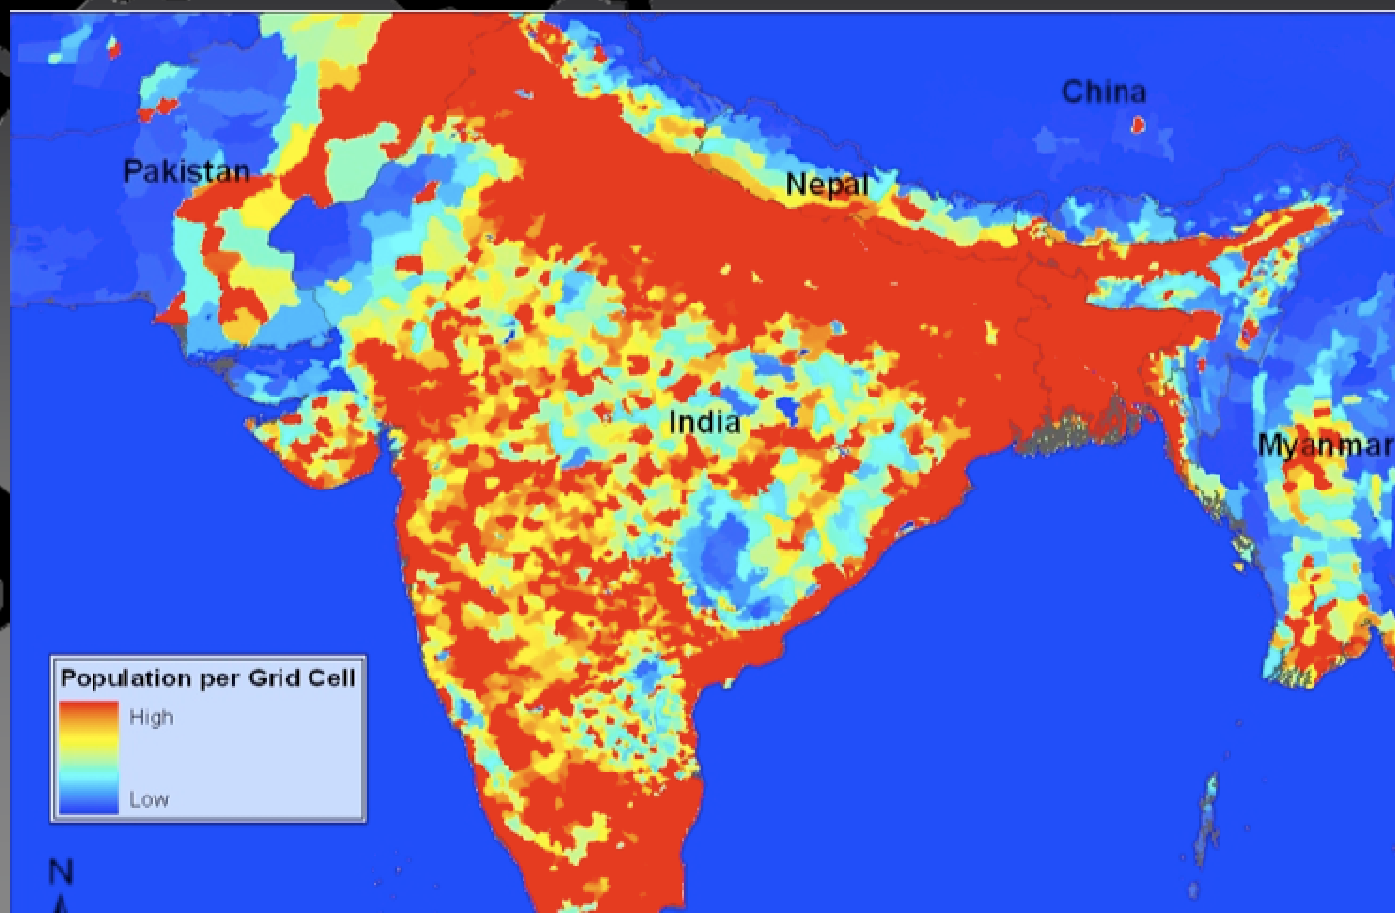 China
Pakistan
Nepal
India
Myanmar
Population per Grid Cell
High
Low
N